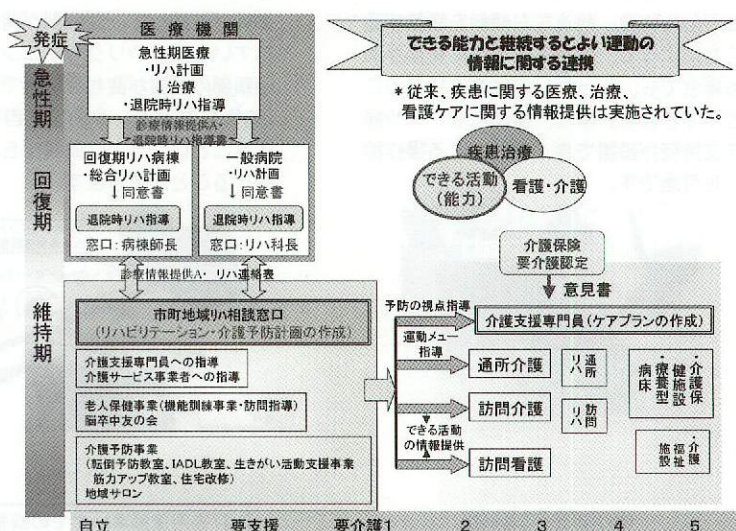 発症
医療機関
急性期
回復期
維持期
急性期医療
・リハ計画
↓治療
・退院時リハ指導
診療情報提供A・
退院時リハ指導書
回復期リハ病棟
・総合リハ計画
↓同意書
退院時リハ指導
窓口:病棟師長
一般病院
・リハ計画
↓同意書
退院時リハ指導
窓口:リハ科長
診療情報提供A・ リハ連絡表
市町地域リハ相談窓口
(リハビリテーション・介護予防計画の作成)
介護支援専門員への指導
介護サービス事業者への指導
老人保健事業(機能訓練事業・訪問指導)
脳卒中友の会
介護予防事業
(転倒予防教室、IADL教室、生きがい活動支援事業
筋力アップ教室、住宅改修)
地域サロン
できる能力と継続するとよい運動の
情報に関する連携
*従来、疾患に関する医療、治療、
看護ケアに関する情報提供は実施されていた。
疾患治療
できる活動
(能力)
看護・介護
介護保険
要介護認定
意見書
予防の視点指導
介護支援専門員(ケアプランの作成)
運動メニュー
指導
通所介護
通所
リハ
訪問介護
訪問
リハ
できる活動
の情報提供
訪問看護
・介護保
健施設
・療養型
病床
・介護
福祉
施設
自立 要支援 要介護1 2 3 4 5